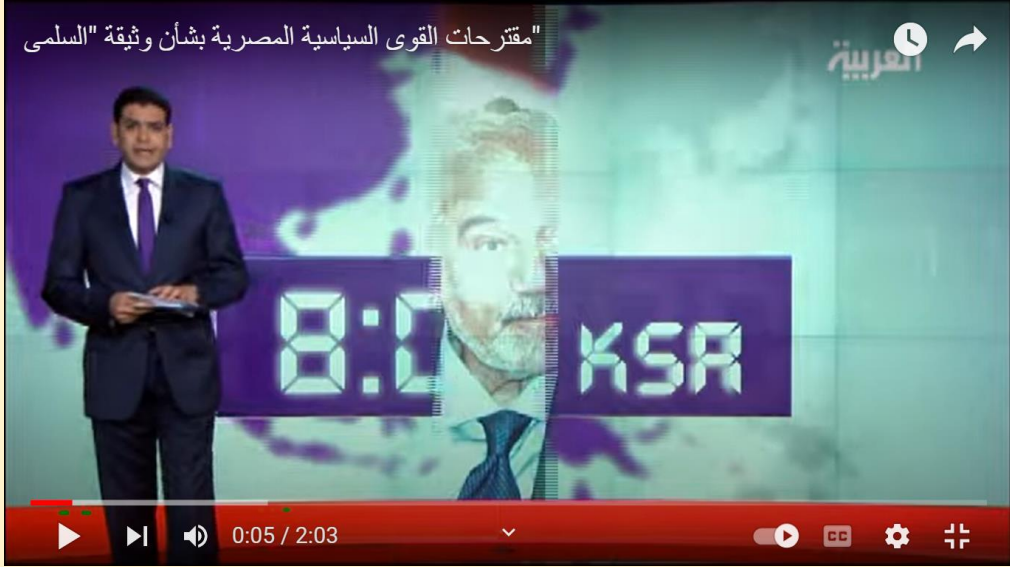 مقترحات القوى السياسية المصرية بشأن وثيقة "السلمى"
العربية
8:0
KSA
0:05 / 2:03
CC